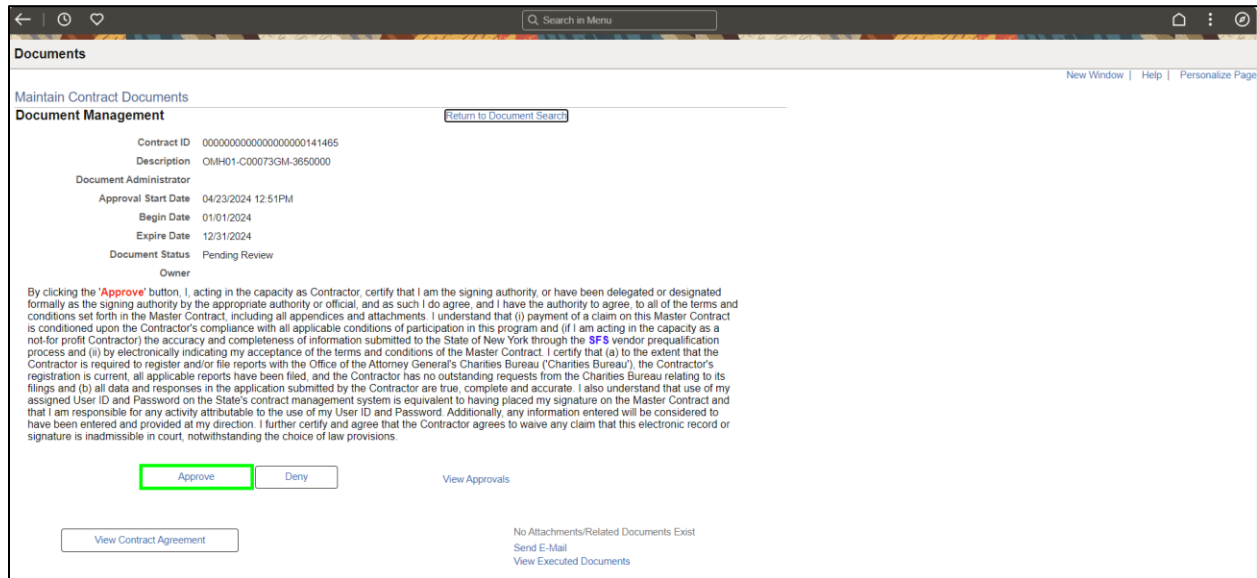 Search in Menu
Documents
New Window | Help | Personalize Page
Maintain Contract Documents
Document Management
Return to Document Search
Contract ID 0000000000000000000141465
Description OMH01-C00073GM-3650000
Document Administrator
Approval Start Date 04/23/2024 12:51PM
Begin Date 01/01/2024
Expire Date 12/31/2024
Document Status Pending Review
Owner
By clicking the 'Approve' button, I, acting in the capacity as Contractor, certify that I am the signing authority, or have been delegated or designated
formally as the signing authority by the appropriate authority or official, and as such I do agree, and I have the authority to agree, to all of the terms and
conditions set forth in the Master Contract, including all appendices and attachments. I understand that (i) payment of a claim on this Master Contract
is conditioned upon the Contractor's compliance with all applicable conditions of participation in this program and (if I am acting in the capacity as a
not-for profit Contractor) the accuracy and completeness of information submitted to the State of New York through the SFS vendor prequalification
process and (ii) by electronically indicating my acceptance of the terms and conditions of the Master Contract. I certify that (a) to the extent that the
Contractor is required to register and/or file reports with the Office of the Attorney General's Charities Bureau ('Charities Bureau'), the Contractor's
registration is current, all applicable reports have been filed, and the Contractor has no outstanding requests from the Charities Bureau relating to its
filings and (b) all data and responses in the application submitted by the Contractor are true, complete and accurate. I also understand that use of my
assigned User ID and Password on the State's contract management system is equivalent to having placed my signature on the Master Contract and
that I am responsible for any activity attributable to the use of my User ID and Password. Additionally, any information entered will be considered to
have been entered and provided at my direction. I further certify and agree that the Contractor agrees to waive any claim that this electronic record or
signature is inadmissible in court, notwithstanding the choice of law provisions.
Approve Deny View Approvals
No Attachments/Related Documents Exist
View Contract Agreement
Send E-Mail
View Executed Documents